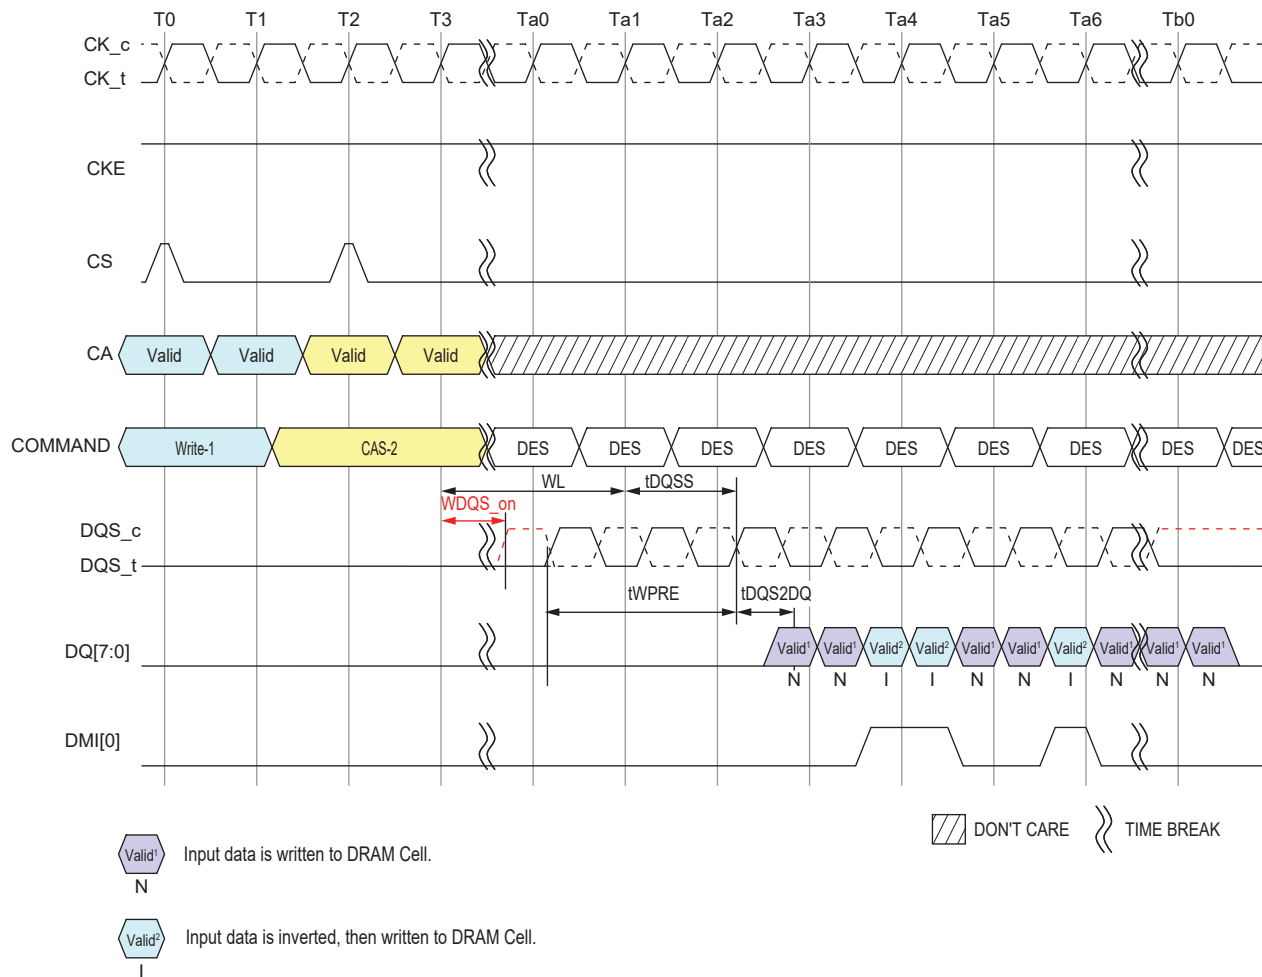 T0 T1 T2 T3 Ta0 Ta1 Ta2 Ta3 Ta4 Ta5 Ta6 Tb0
CK_c
CK_t
CKE
CS
CA Valid Valid Valid Valid
COMMAND Write-1 CAS-2 DES DES DES DES DES DES DES DES DES
WL tDQSS
WDQS_on
DQS_c
DQS_t
tWPRE tDQS2DQ
DQ[7:0] Valid¹ Valid¹ Valid² Valid² Valid¹ Valid¹ Valid² Valid¹ Valid¹ Valid¹
N N I I N N I N N N
DMI[0]
DON'T CARE TIME BREAK
Valid¹ Input data is written to DRAM Cell.
N
Valid² Input data is inverted, then written to DRAM Cell.
I